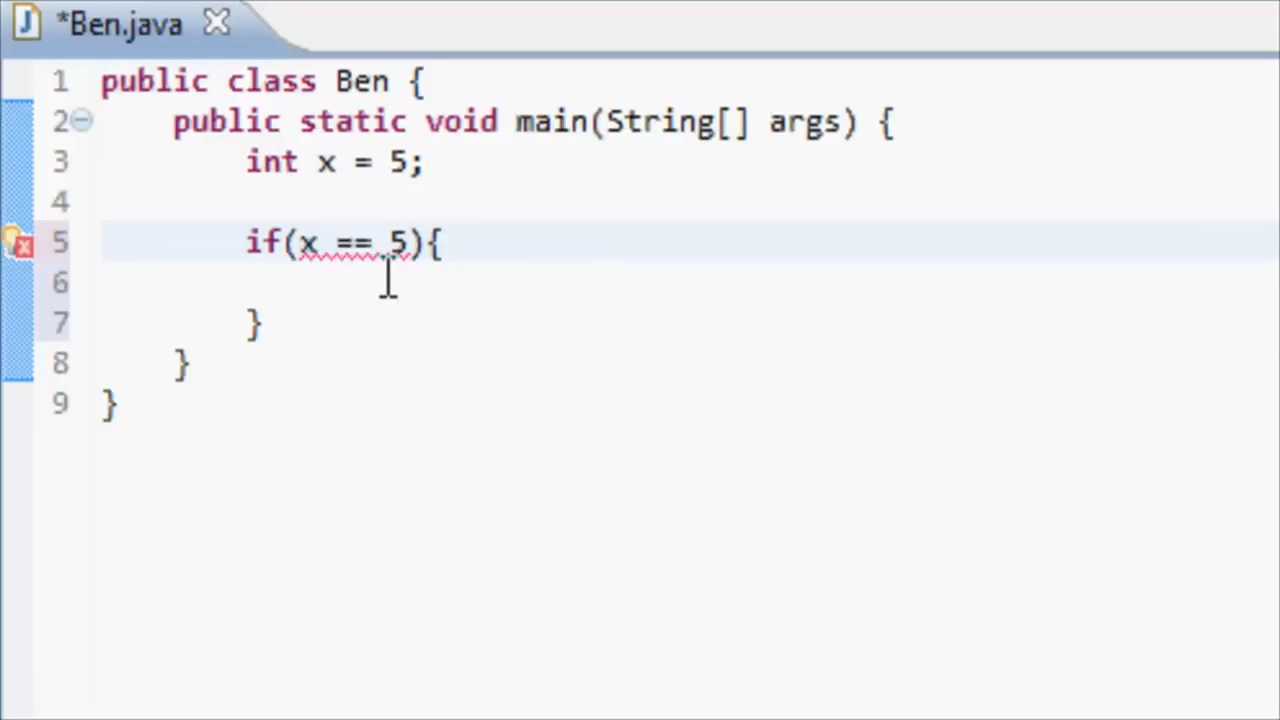 *Ben.java
1 public class Ben {
2 public static void main(String[] args) {
3 int x = 5;
4
5 if(x == 5){
6
7 }
8 }
9 }